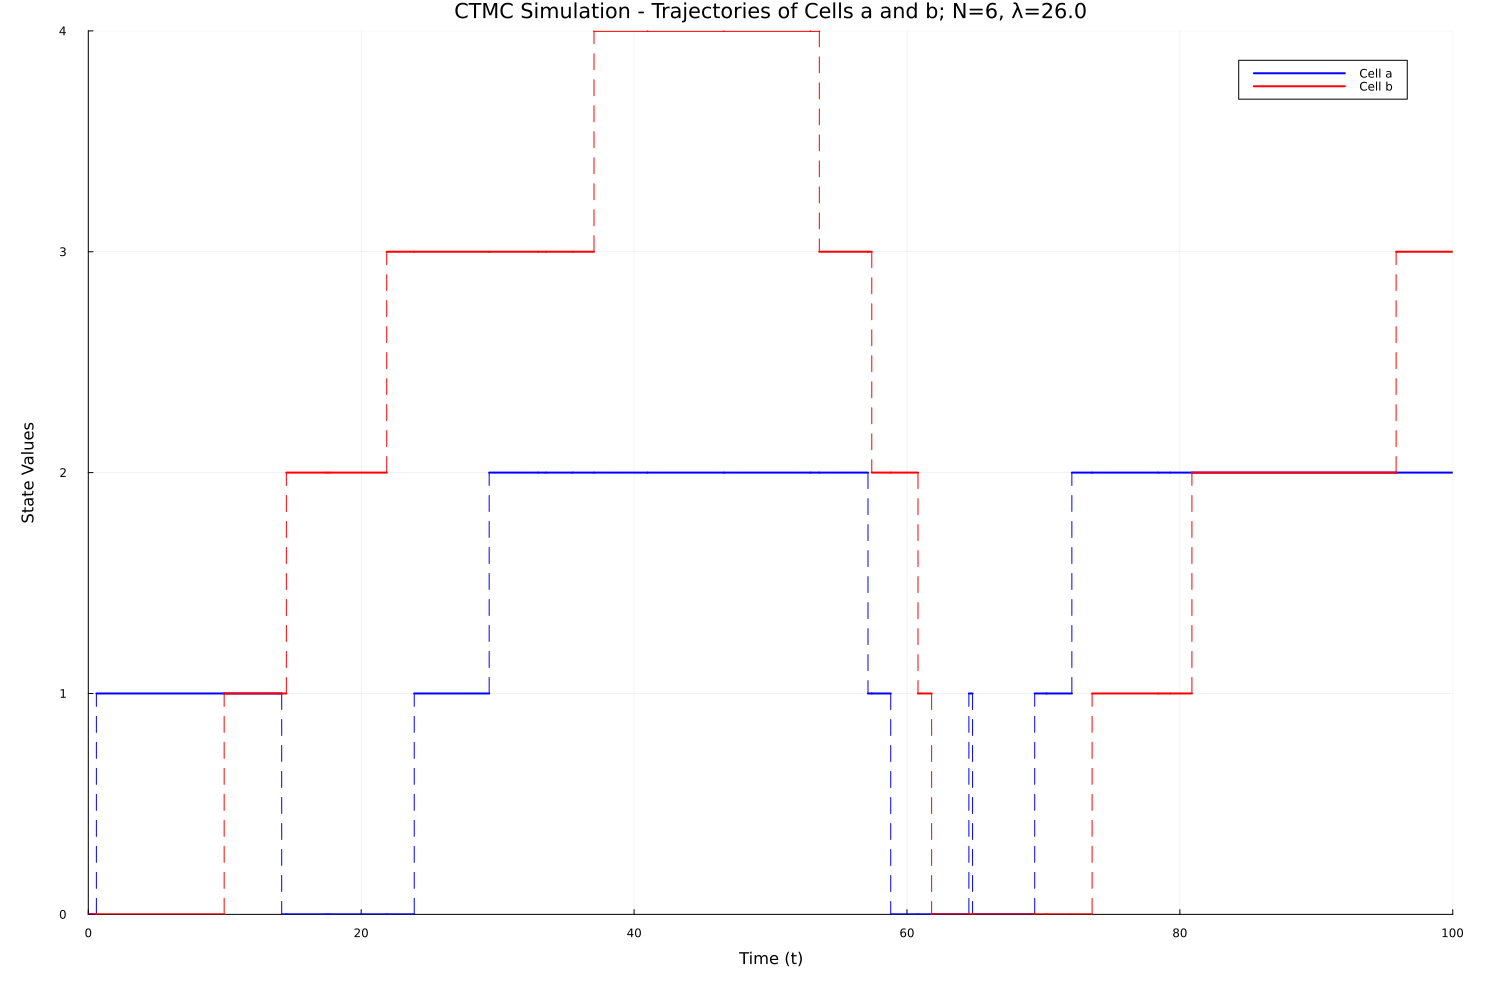 CTMC Simulation - Trajectories of Cells a and b; N=6, λ=26.0
Cell a
Cell b
State Values
4
3
2
1
0
0 20 40 60 80 100
Time (t)